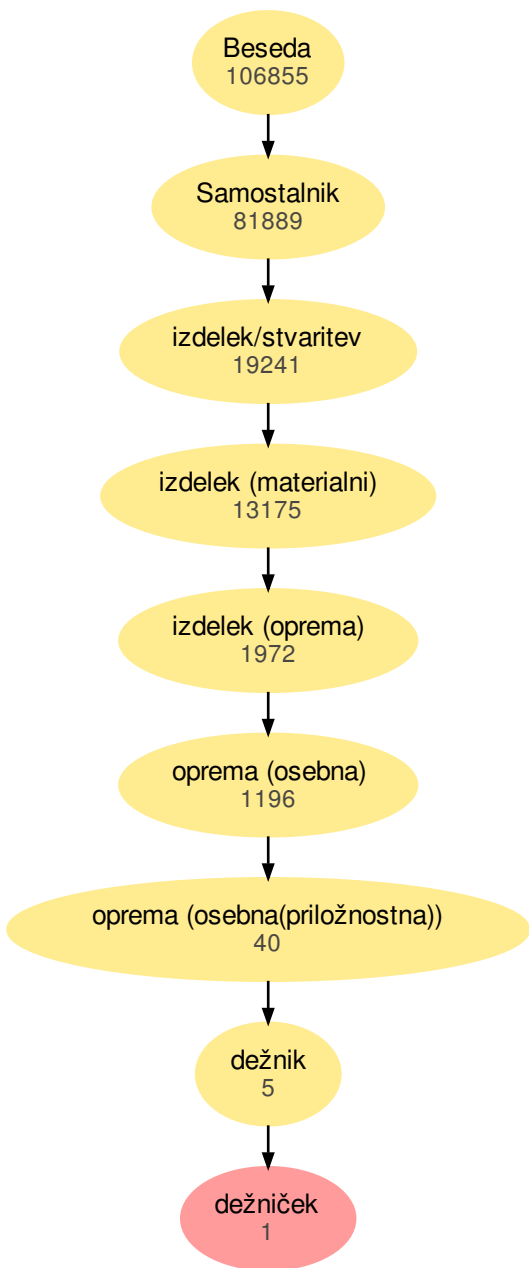 Beseda
106855
Samostalnik
81889
izdelek/stvaritev
19241
izdelek (materialni)
13175
izdelek (oprema)
1972
oprema (osebna)
1196
oprema (osebna(priložnostna))
40
dežnik
5
dežniček
1